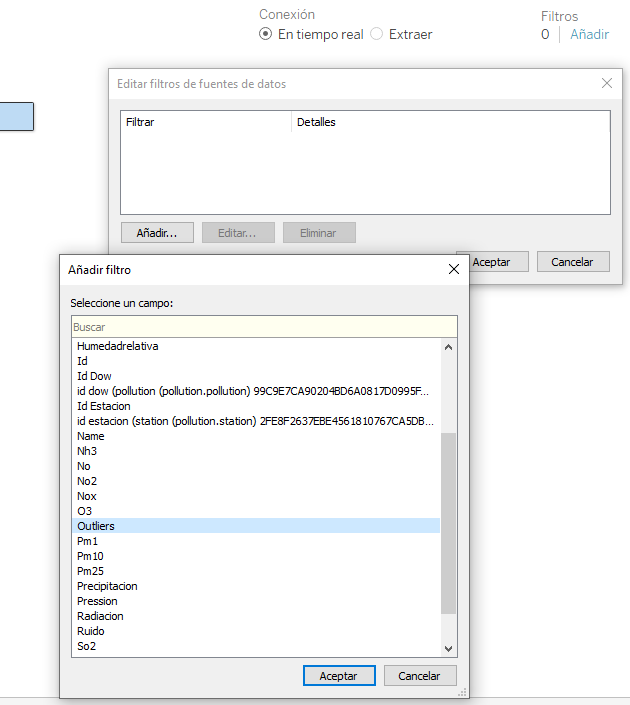 Conexión
En tiempo real Extraer
Filtros
0 Añadir
Editar filtros de fuentes de datos
Filtrar Detalles
Añadir... Editar... Eliminar
Aceptar Cancelar
Añadir filtro
Seleccione un campo:
Buscar
Humedadrelativa
Id
Id Dow
id dow (pollution (pollution.pollution) 99C9E7CA90204BD6A0817D0995F...
Id Estacion
id estacion (station (pollution.station) 2FE8F2637EBE4561810767CA5DB...
Name
Nh3
No
No2
Nox
O3
Outliers
Pm1
Pm10
Pm25
Precipitacion
Pression
Radiacion
Ruido
So2
Aceptar Cancelar